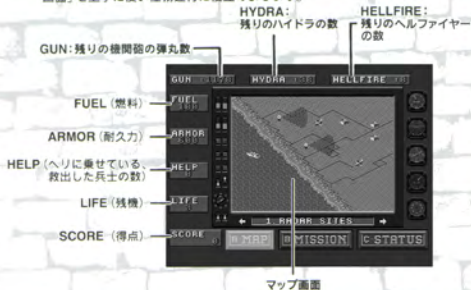 HYDRA:
残りのハイドラの数
HELLFIRE:
残りのヘルファイヤー
の数
GUN:残りの機関砲の弾丸数
GUN
HYDRA
HELLFIRE
FUEL(燃料)
FUEL
ARMOR(耐久力)
ARMOR
HELP(ヘリに乗せている、
救出した兵士の数)
HELP
LIFE(残機)
LIFE
SCORE(得点)
SCORE
1.RADAR SITES
A MAP
B MISSION
C STATUS
マップ画面